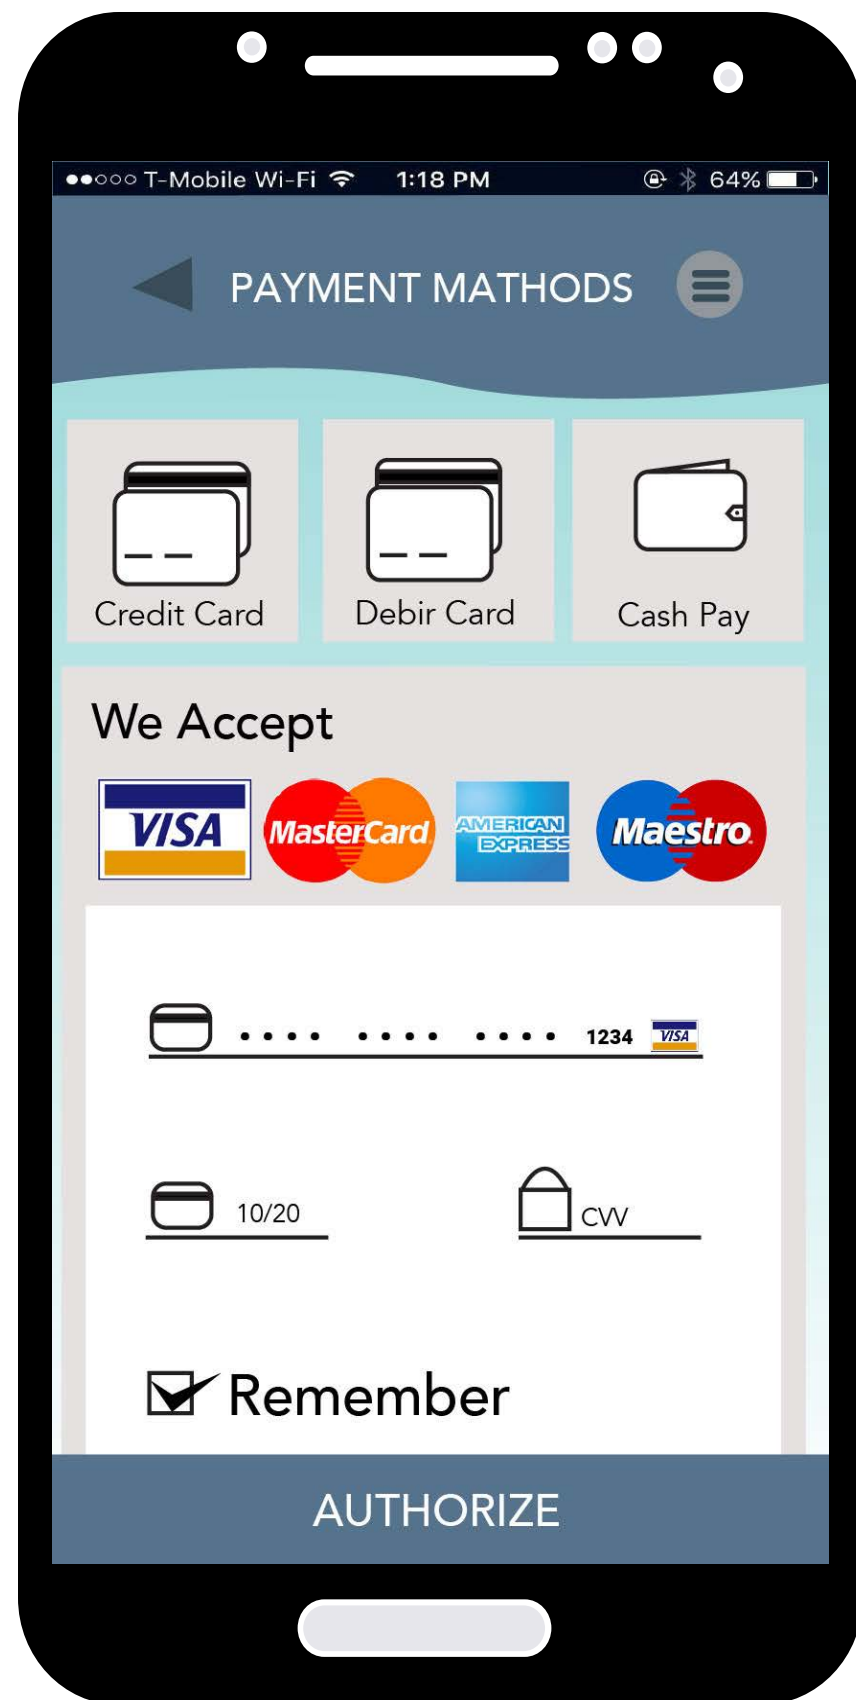 T-Mobile Wi-Fi 1:18 PM 64%
PAYMENT MATHODS
Credit Card Debir Card Cash Pay
We Accept
VISA MasterCard AMERICAN EXPRESS Maestro
•••• •••• •••• 1234 VISA
10/20 CVV
Remember
AUTHORIZE